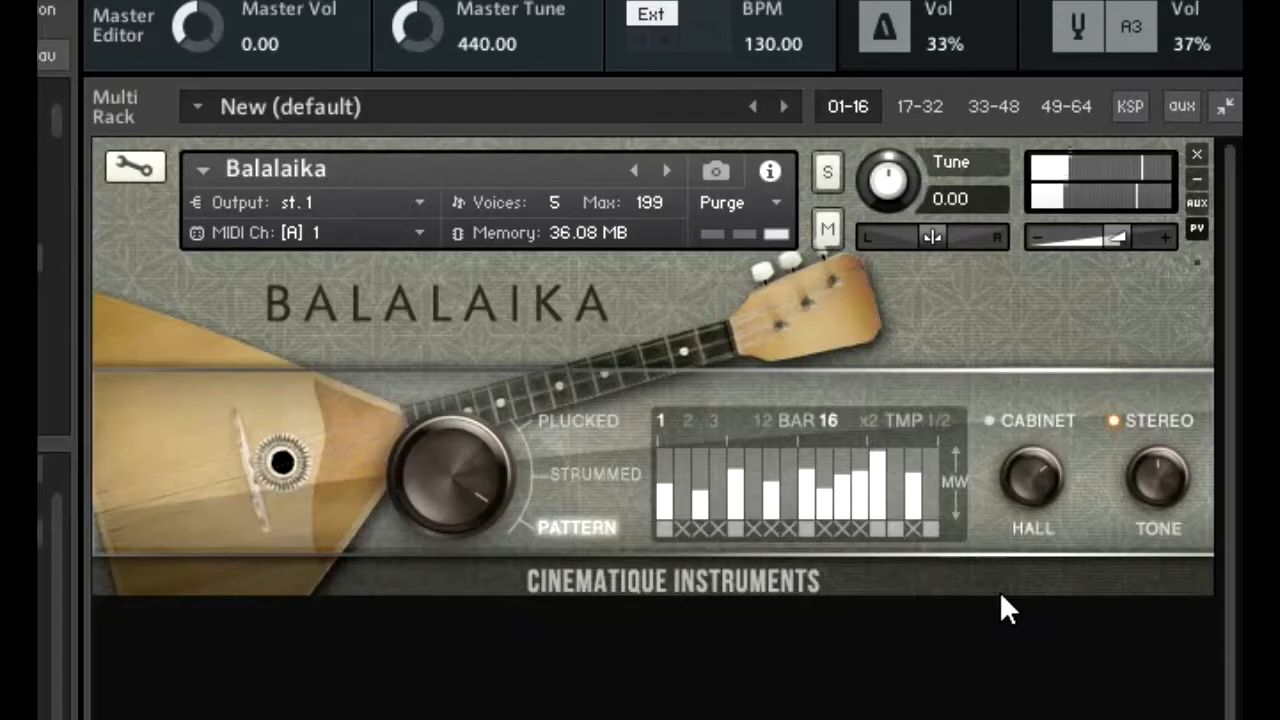 on
Master Editor
Master Vol
0.00
Master Tune
440.00
Ext
BPM
130.00
Vol
33%
A3
Vol
37%
au
Multi Rack
New (default)
01-16 17-32 33-48 49-64 KSP aux
Balalaika
S
Tune
0.00
X
Output: st.1
Voices: 5 Max: 199
Purge
AUX
MIDI Ch: [A] 1
Memory: 36.08 MB
M
L R
- +
PV
BALALAIKA
PLUCKED
STRUMMED
PATTERN
1 2 3 12 BAR 16 x2 TMP 1/2
MW
CABINET
STEREO
HALL
TONE
CINEMATIQUE INSTRUMENTS